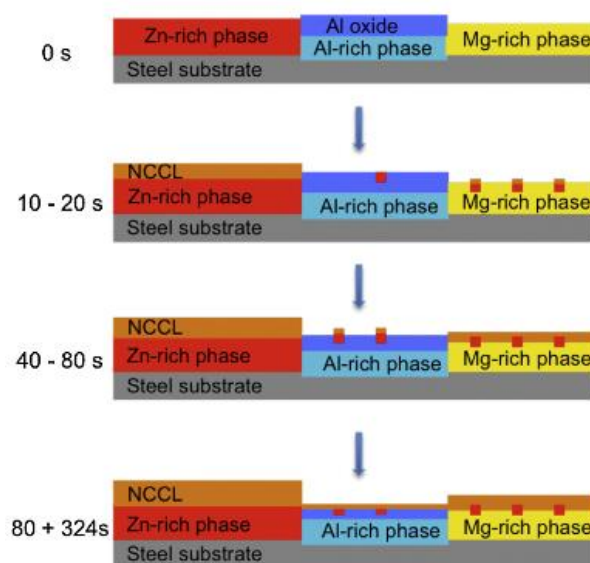 0 s
Zn-rich phase
Al oxide
Al-rich phase
Mg-rich phase
Steel substrate
10 - 20 s
NCCL
Zn-rich phase
Al-rich phase
Mg-rich phase
Steel substrate
40 - 80 s
NCCL
Zn-rich phase
Al-rich phase
Mg-rich phase
Steel substrate
80 + 324s
NCCL
Zn-rich phase
Al-rich phase
Mg-rich phase
Steel substrate